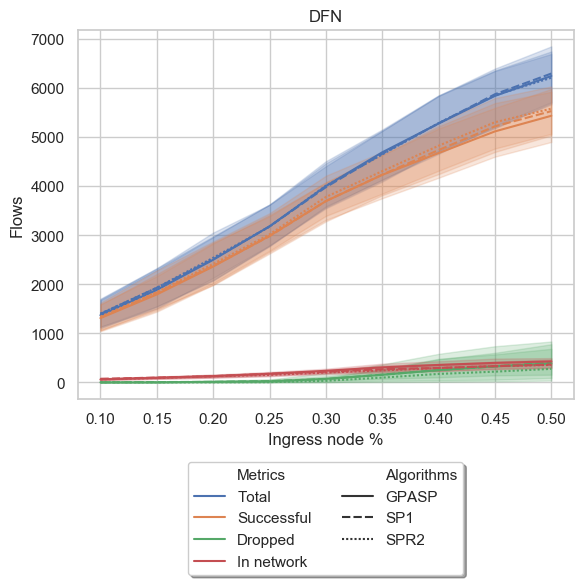 DFN
7000
6000
5000
4000
3000
2000
1000
0
Flows
0.10 0.15 0.20 0.25 0.30 0.35 0.40 0.45 0.50
Ingress node %
Metrics
Total
Successful
Dropped
In network
Algorithms
GPASP
SP1
SPR2